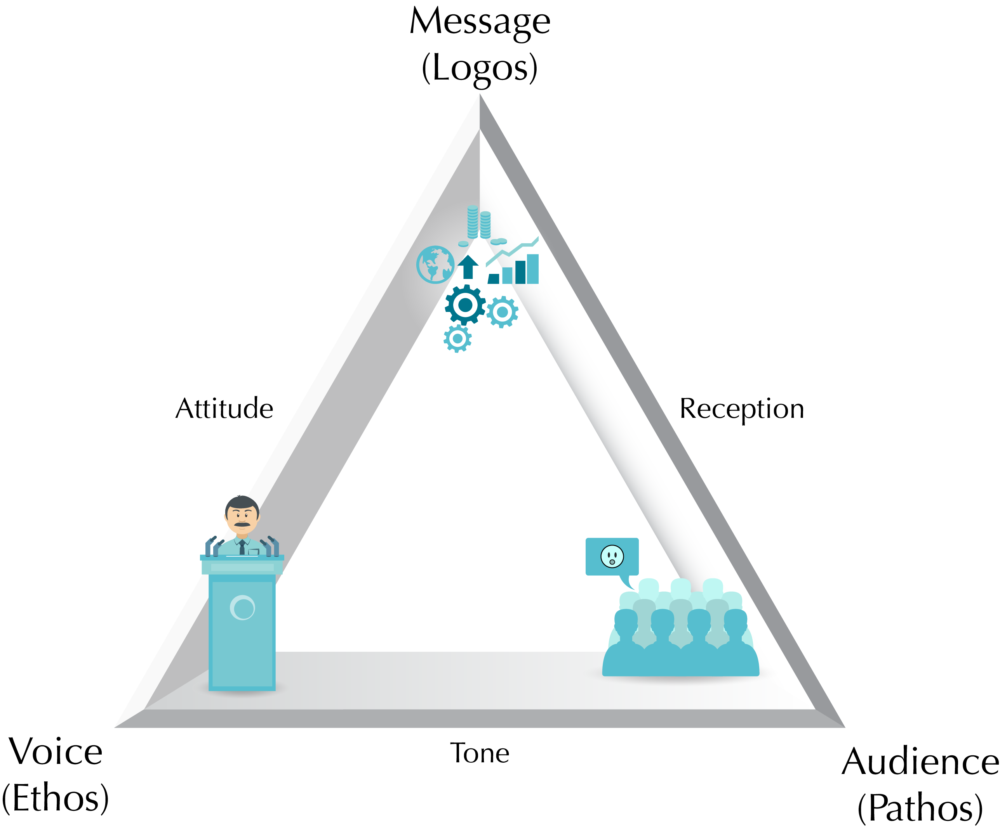 Message
(Logos)
Attitude
Reception
Voice
(Ethos)
Tone
Audience
(Pathos)